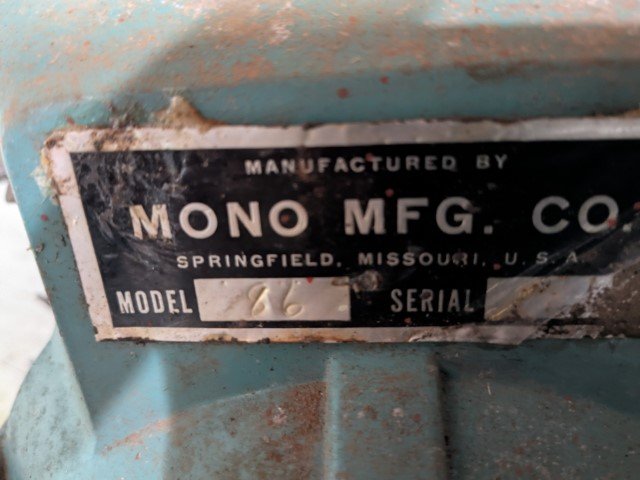 MANUFACTURED BY
MONO MFG. CO.
SPRINGFIELD, MISSOURI, U.S.A
MODEL 86 SERIAL